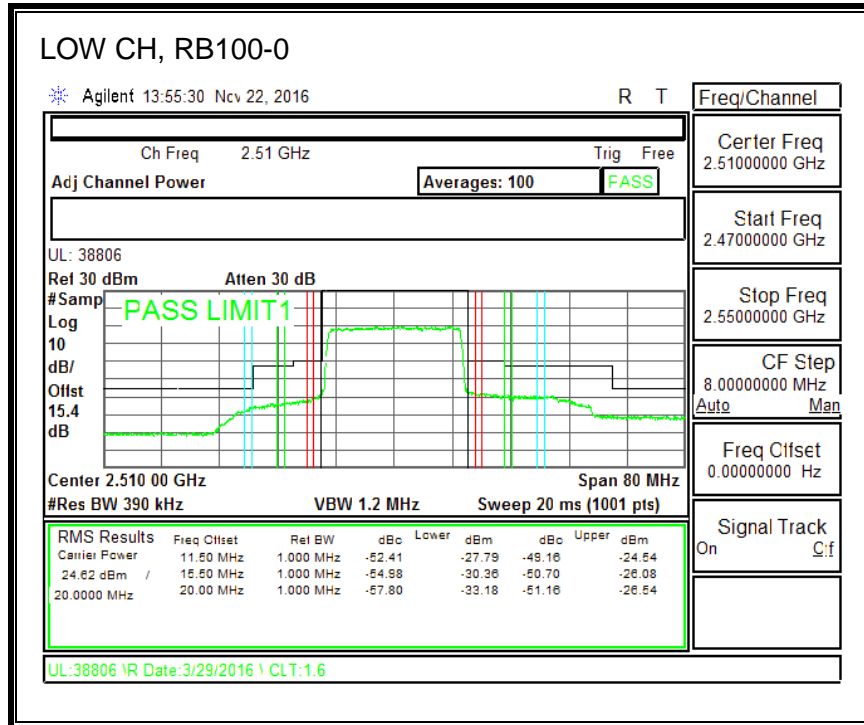 LOW CH, RB100-0
Agilent 13:55:30 Nov 22, 2016 R T
Freq/Channel
Ch Freq 2.51 GHz Trig Free
Adj Channel Power Averages: 100 PASS
Center Freq
2.51000000 GHz
Start Freq
2.47000000 GHz
Stop Freq
2.55000000 GHz
CF Step
8.00000000 MHz
Auto Man
Freq Offset
0.00000000 Hz
Signal Track
On Off
UL: 38806
Ref 30 dBm Atten 30 dB
#Samp
Log
10
dB/
Offst
15.4
dB
PASS LIMIT1
Center 2.510 00 GHz Span 80 MHz
#Res BW 390 kHz VBW 1.2 MHz Sweep 20 ms (1001 pts)
RMS Results Freq Offset Ref BW dBc Lower dBm dBc Upper dBm
Carrier Power 11.50 MHz 1.000 MHz -52.41 -27.79 -49.16 -24.54
24.62 dBm / 15.50 MHz 1.000 MHz -54.98 -30.36 -50.70 -26.08
20.0000 MHz 20.00 MHz 1.000 MHz -57.80 -33.18 -51.16 -26.54
UL:38806 \R Date:3/29/2016 \ CLT:1.6